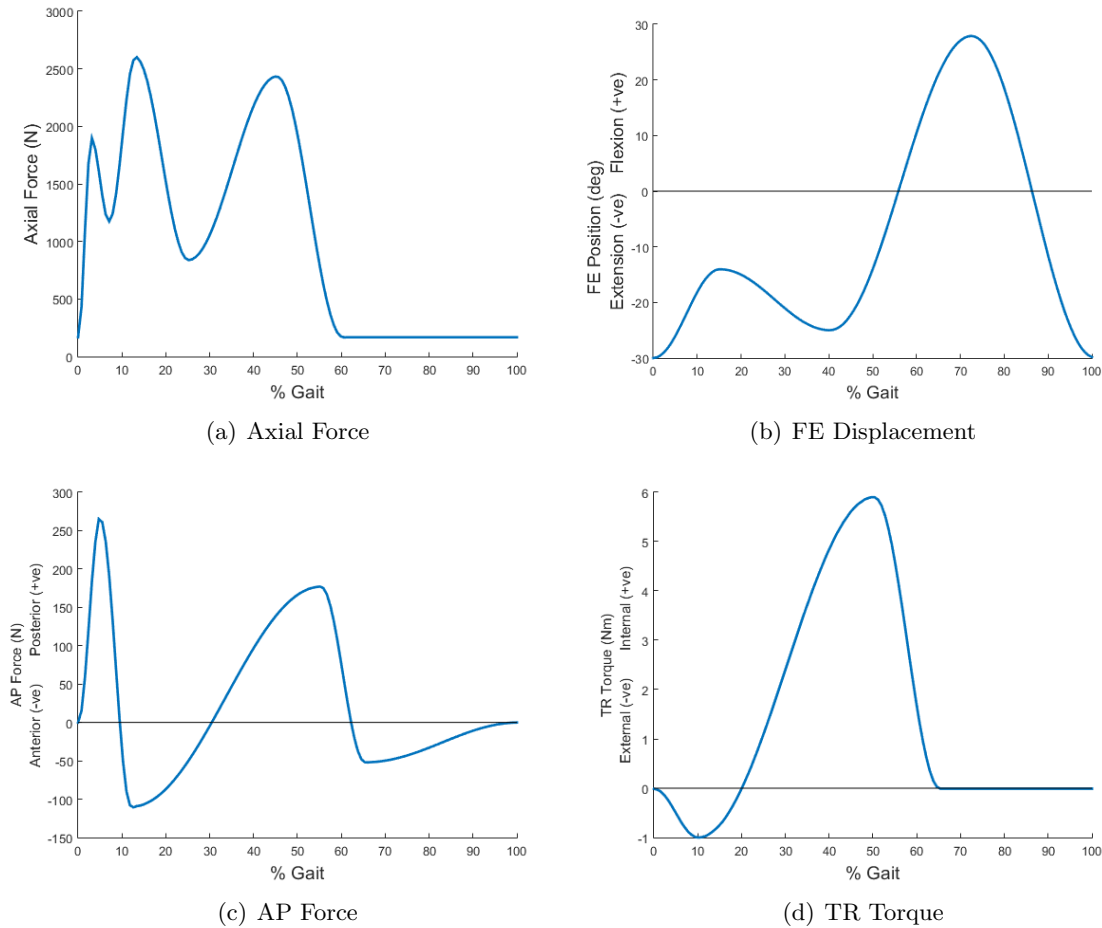 3000
2500
2000
1500
1000
500
0
Axial Force (N)
0 10 20 30 40 50 60 70 80 90 100
% Gait
(a) Axial Force
30
20
10
0
-10
-20
-30
FE Position (deg)
Extension (-ve) Flexion (+ve)
0 10 20 30 40 50 60 70 80 90 100
% Gait
(b) FE Displacement
300
250
200
150
100
50
0
-50
-100
-150
AP Force (N)
Anterior (-ve) Posterior (+ve)
0 10 20 30 40 50 60 70 80 90 100
% Gait
(c) AP Force
6
5
4
3
2
1
0
-1
TR Torque (Nm)
External (-ve) Internal (+ve)
0 10 20 30 40 50 60 70 80 90 100
% Gait
(d) TR Torque